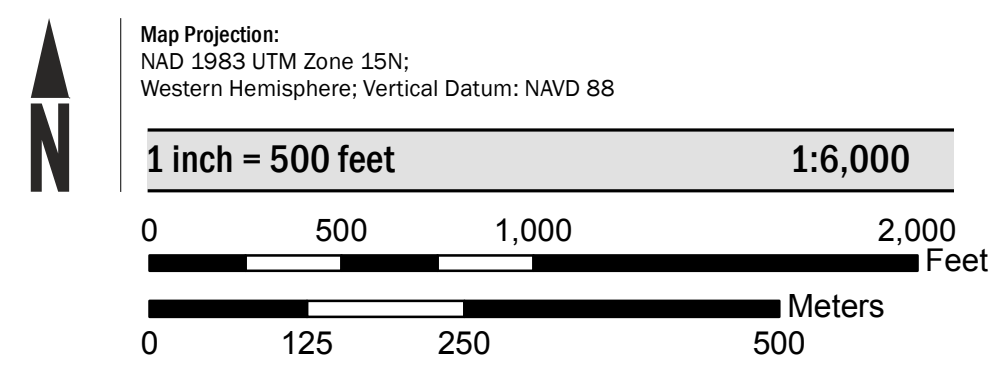 N
Map Projection:
NAD 1983 UTM Zone 15N;
Western Hemisphere; Vertical Datum: NAVD 88
1 inch = 500 feet 1:6,000
0 500 1,000 2,000
Feet
Meters
0 125 250 500